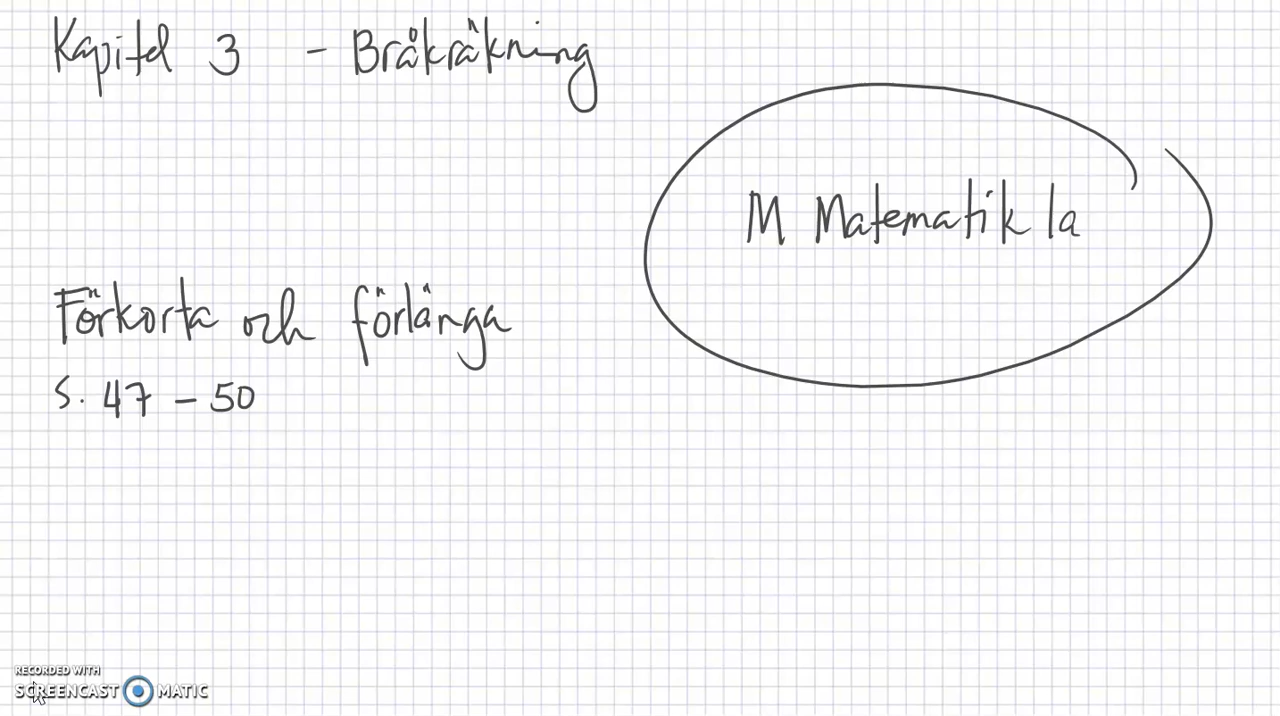 Kapitel 3 - Bråkräkning
M Matematik 1a
Förkorta och förlänga
s. 47 - 50
RECORDED WITH
SCREENCAST MATIC